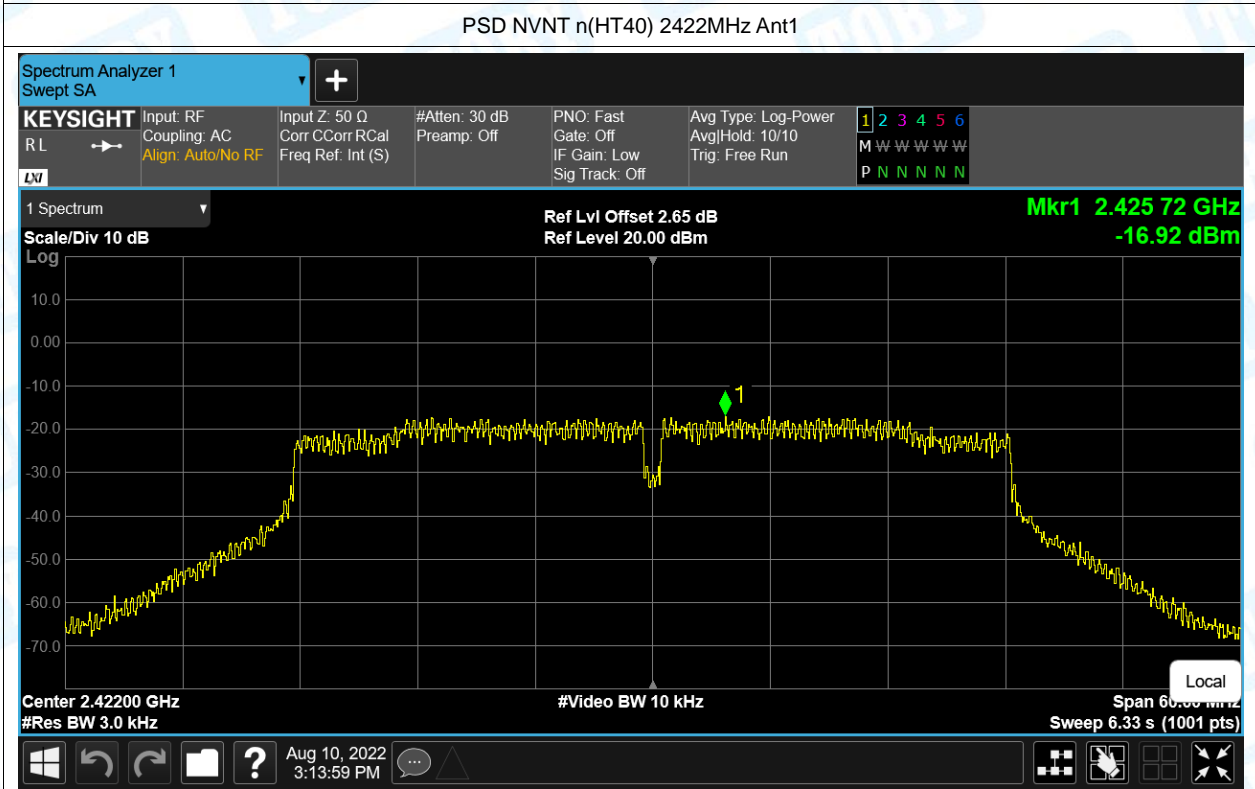 PSD NVNT n(HT40) 2422MHz Ant1
Spectrum Analyzer 1
Swept SA
KEYSIGHT
RL
LXI
Input: RF
Coupling: AC
Align: Auto/No RF
Input Z: 50 Ω
Corr CCorr RCal
Freq Ref: Int (S)
#Atten: 30 dB
Preamp: Off
PNO: Fast
Gate: Off
IF Gain: Low
Sig Track: Off
Avg Type: Log-Power
Avg|Hold: 10/10
Trig: Free Run
1 2 3 4 5 6
M W W W W W
P N N N N N
1 Spectrum
Scale/Div 10 dB
Log
Ref Lvl Offset 2.65 dB
Ref Level 20.00 dBm
Mkr1 2.425 72 GHz
-16.92 dBm
10.0
0.00
-10.0
1
-20.0
-30.0
-40.0
-50.0
-60.0
-70.0
Local
Center 2.42200 GHz
#Video BW 10 kHz
Span 60.00 MHz
#Res BW 3.0 kHz
Sweep 6.33 s (1001 pts)
?
Aug 10, 2022
3:13:59 PM